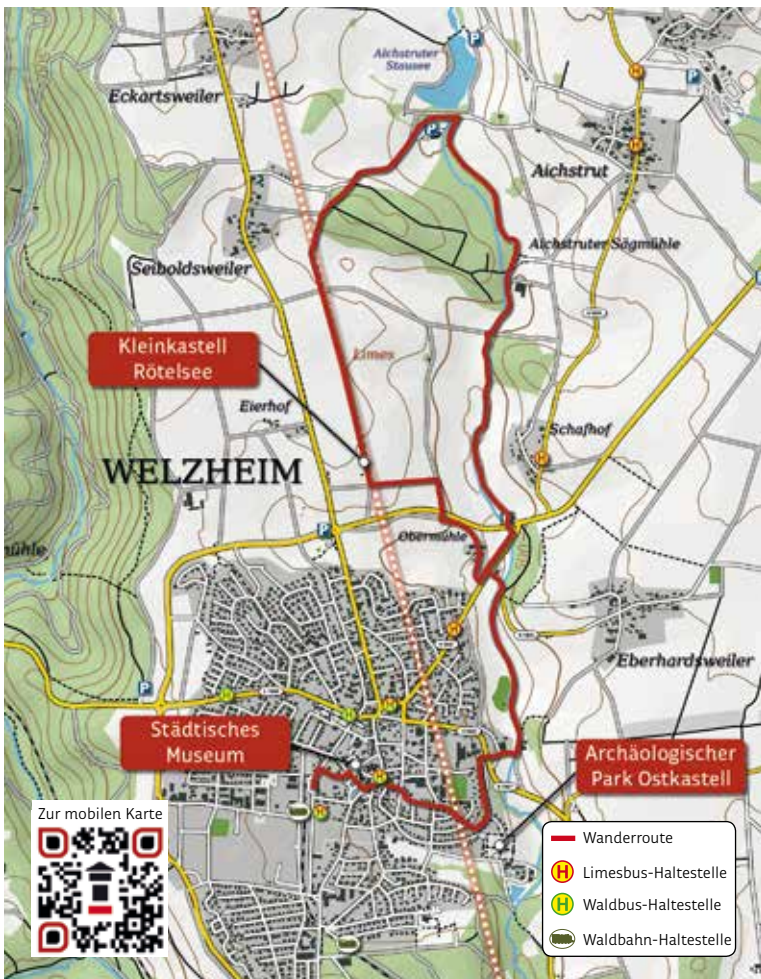 Aichstruter
Stausee
P
P
H
Eckartsweiler
P
H
Aichstrut
Aichstruter Sägmühle
Seiboldsweiler
Kleinkastell
Rötelsee
Limes
Eierhof
Schafhof
H
WELZHEIM
P
Obermühle
mühle
H
Eberhardsweiler
P
H
H
H
Städtisches
Museum
H
H
Archäologischer
Park Ostkastell
Zur mobilen Karte
Wanderroute
H Limesbus-Haltestelle
H Waldbus-Haltestelle
Waldbahn-Haltestelle